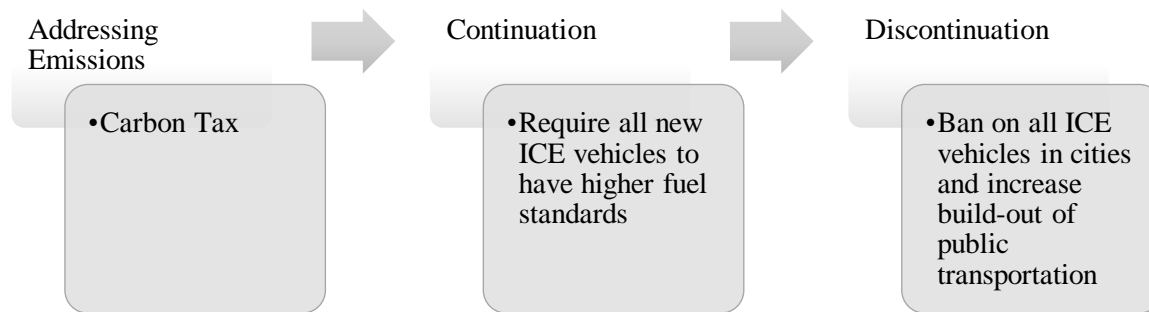 Addressing
Emissions
•Carbon Tax
Continuation
•Require all new
ICE vehicles to
have higher fuel
standards
Discontinuation
•Ban on all ICE
vehicles in cities
and increase
build-out of
public
transportation